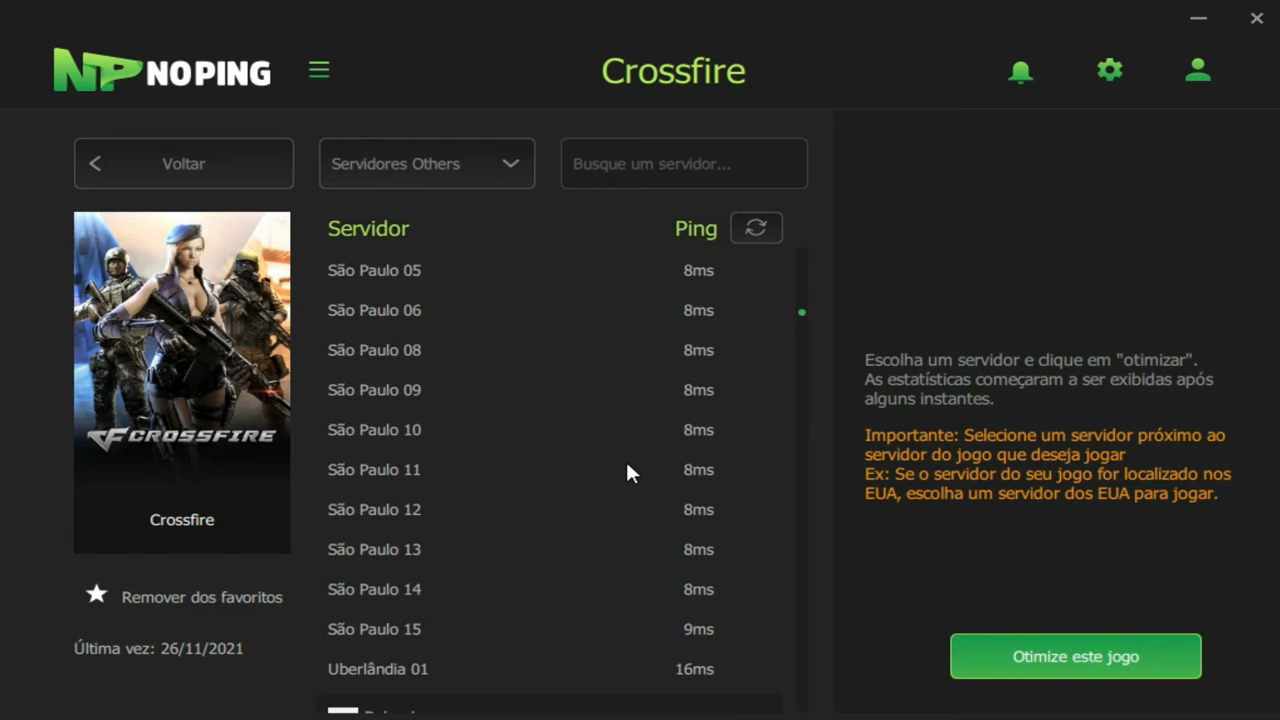 NP NOPING
Crossfire
Voltar
Servidores Others
Busque um servidor...
CF CROSSFIRE
Crossfire
Remover dos favoritos
Última vez: 26/11/2021
Servidor Ping
São Paulo 05 8ms
São Paulo 06 8ms
São Paulo 08 8ms
São Paulo 09 8ms
São Paulo 10 8ms
São Paulo 11 8ms
São Paulo 12 8ms
São Paulo 13 8ms
São Paulo 14 8ms
São Paulo 15 9ms
Uberlândia 01 16ms
Escolha um servidor e clique em "otimizar".
As estatísticas começaram a ser exibidas após
alguns instantes.
Importante: Selecione um servidor próximo ao
servidor do jogo que deseja jogar
Ex: Se o servidor do seu jogo for localizado nos
EUA, escolha um servidor dos EUA para jogar.
Otimize este jogo